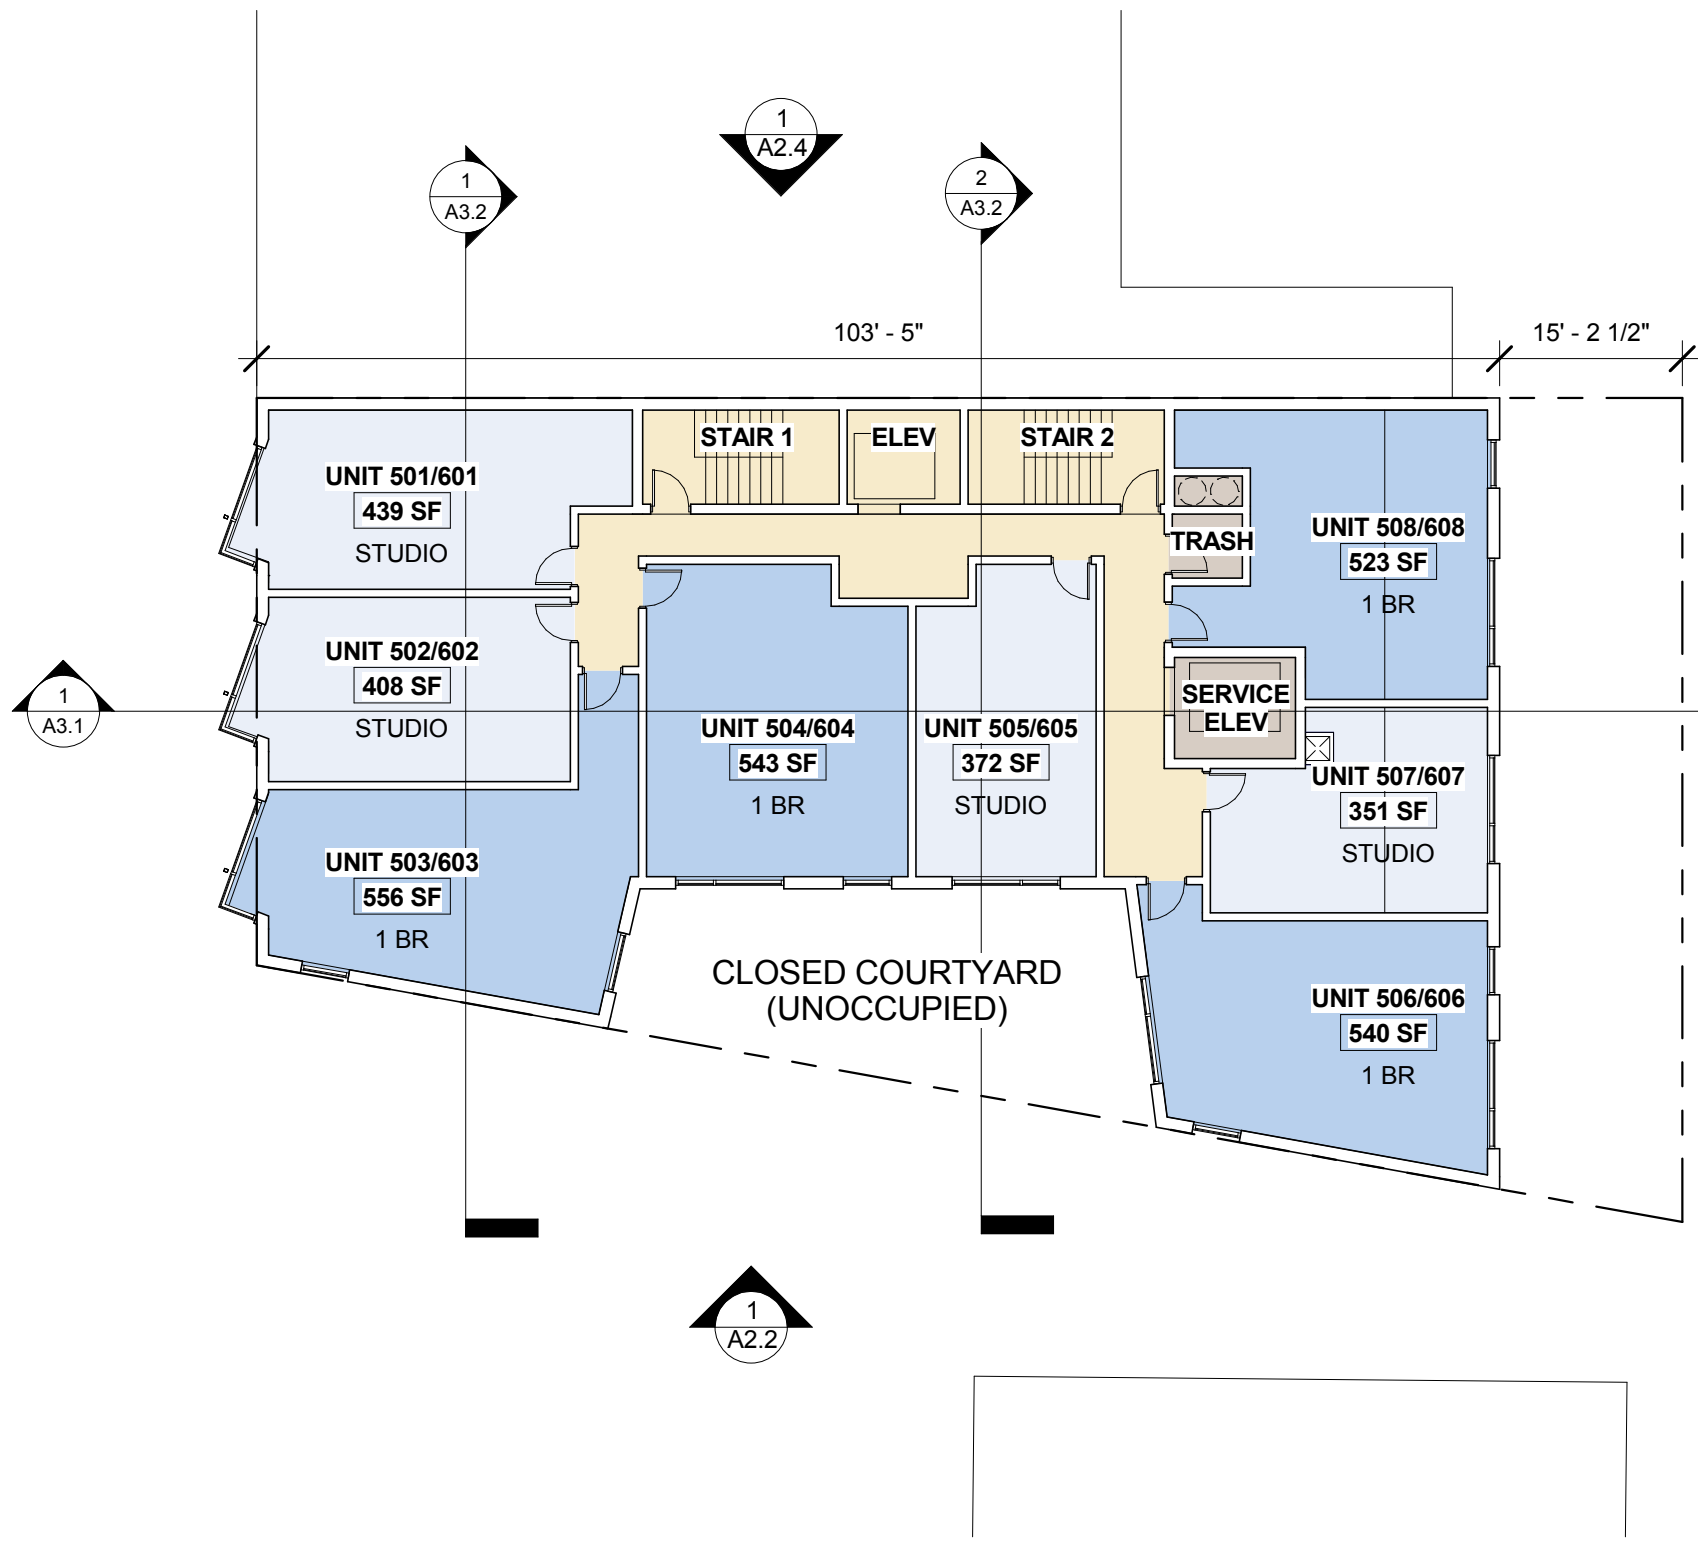 1
A2.4
1
A3.2
2
A3.2
103' - 5"
15' - 2 1/2"
STAIR 1
ELEV
STAIR 2
UNIT 501/601
439 SF
STUDIO
TRASH
UNIT 508/608
523 SF
1 BR
UNIT 502/602
408 SF
STUDIO
1
A3.1
SERVICE
ELEV
UNIT 504/604
543 SF
1 BR
UNIT 505/605
372 SF
STUDIO
UNIT 507/607
351 SF
STUDIO
UNIT 503/603
556 SF
1 BR
CLOSED COURTYARD
(UNOCCUPIED)
UNIT 506/606
540 SF
1 BR
1
A2.2